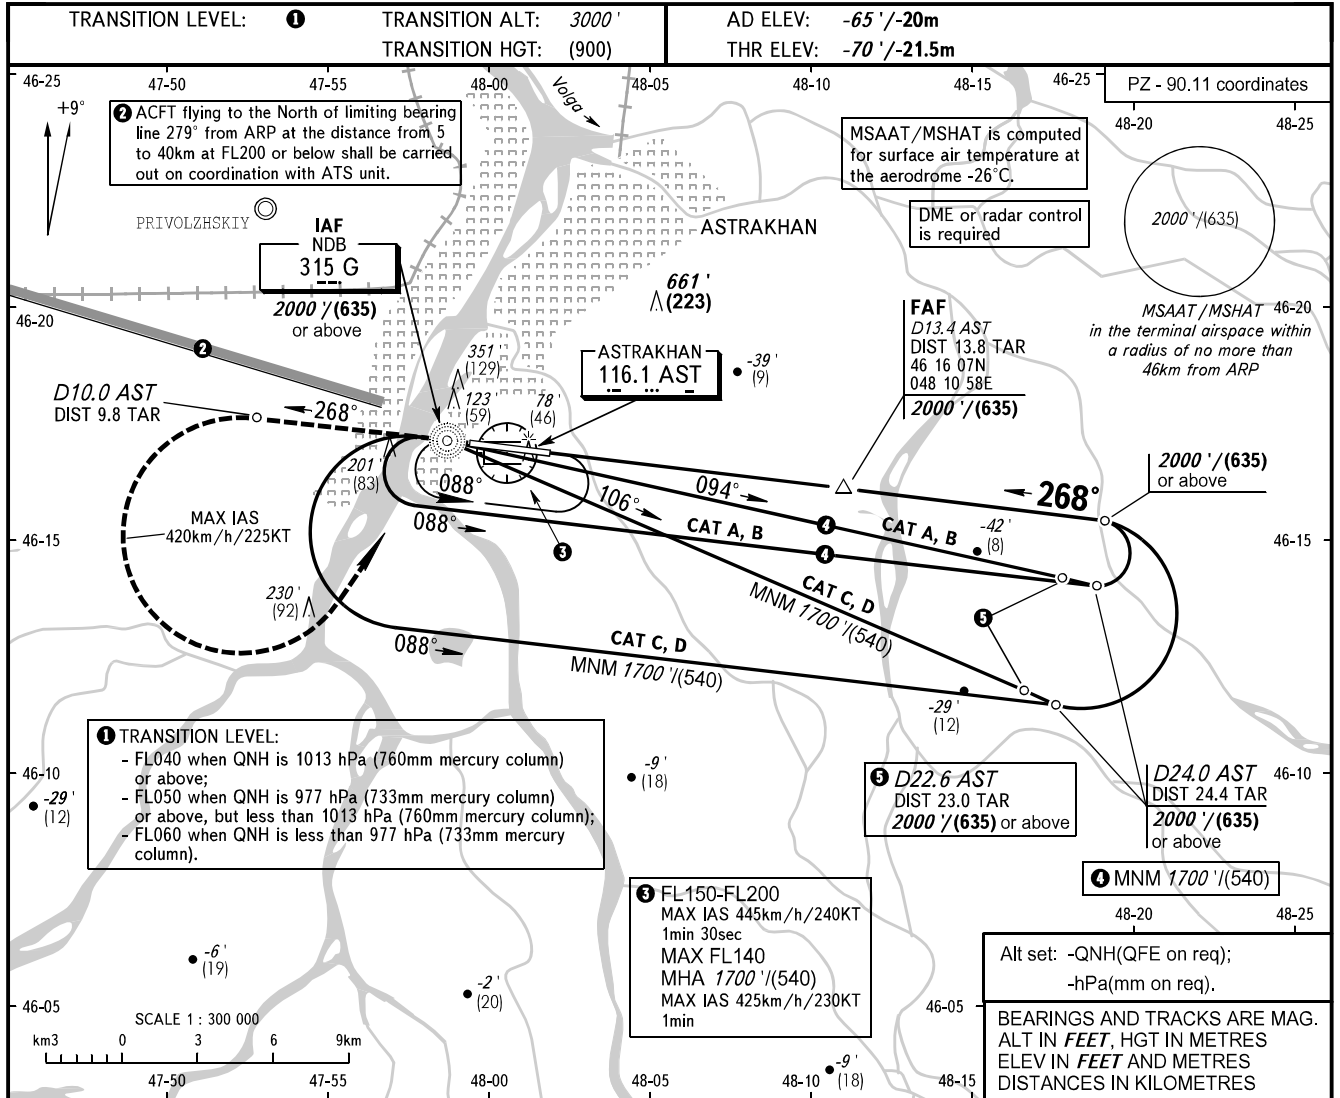 TRANSITION LEVEL: ❶ TRANSITION ALT: 3000 '
TRANSITION HGT: (900)
AD ELEV: -65 '/-20m
THR ELEV: -70 '/-21.5m
46-25 47-50 47-55 48-00 48-05 48-10 48-15 46-25
PZ - 90.11 coordinates
48-20 48-25
+9°
❷ ACFT flying to the North of limiting bearing
line 279° from ARP at the distance from 5
to 40km at FL200 or below shall be carried
out on coordination with ATS unit.
Volga
MSAAT/MSHAT is computed
for surface air temperature at
the aerodrome -26°C.
DME or radar control
is required
2000 '/(635)
MSAAT/MSHAT
in the terminal airspace within
a radius of no more than
46km from ARP
PRIVOLZHSKIY
IAF
NDB
315 G
2000 '/(635)
or above
ASTRAKHAN
661 '
(223)
46-20
46-20
❷
351 '
(129)
123 '
(59)
78 '
(46)
ASTRAKHAN
116.1 AST
-39 '
(9)
FAF
D13.4 AST
DIST 13.8 TAR
46 16 07N
048 10 58E
2000 '/(635)
D10.0 AST
DIST 9.8 TAR
268°
201 '
(83)
088°
106°
094°
268°
2000 '/(635)
or above
MAX IAS
420km/h/225KT
088°
CAT A, B
❹
CAT A, B
❹
-42 '
(8)
46-15
46-15
❸
230 '
(92)
088°
CAT C, D
MNM 1700 '/(540)
CAT C, D
MNM 1700 '/(540)
❺
-29 '
(12)
❶ TRANSITION LEVEL:
- FL040 when QNH is 1013 hPa (760mm mercury column)
or above;
- FL050 when QNH is 977 hPa (733mm mercury column)
or above, but less than 1013 hPa (760mm mercury column);
- FL060 when QNH is less than 977 hPa (733mm mercury
column).
46-10
-29 '
(12)
-9 '
(18)
❺ D22.6 AST
DIST 23.0 TAR
2000 '/(635) or above
D24.0 AST
DIST 24.4 TAR
2000 '/(635)
or above
46-10
❹ MNM 1700 '/(540)
❸ FL150-FL200
MAX IAS 445km/h/240KT
1min 30sec
MAX FL140
MHA 1700 '/(540)
MAX IAS 425km/h/230KT
1min
48-20 48-25
-6 '
(19)
-2 '
(20)
46-05
46-05
Alt set: -QNH(QFE on req);
-hPa(mm on req).
SCALE 1 : 300 000
km3 0 3 6 9km
-9 '
(18)
47-50 47-55 48-00 48-05 48-10 48-15
BEARINGS AND TRACKS ARE MAG.
ALT IN FEET, HGT IN METRES
ELEV IN FEET AND METRES
DISTANCES IN KILOMETRES